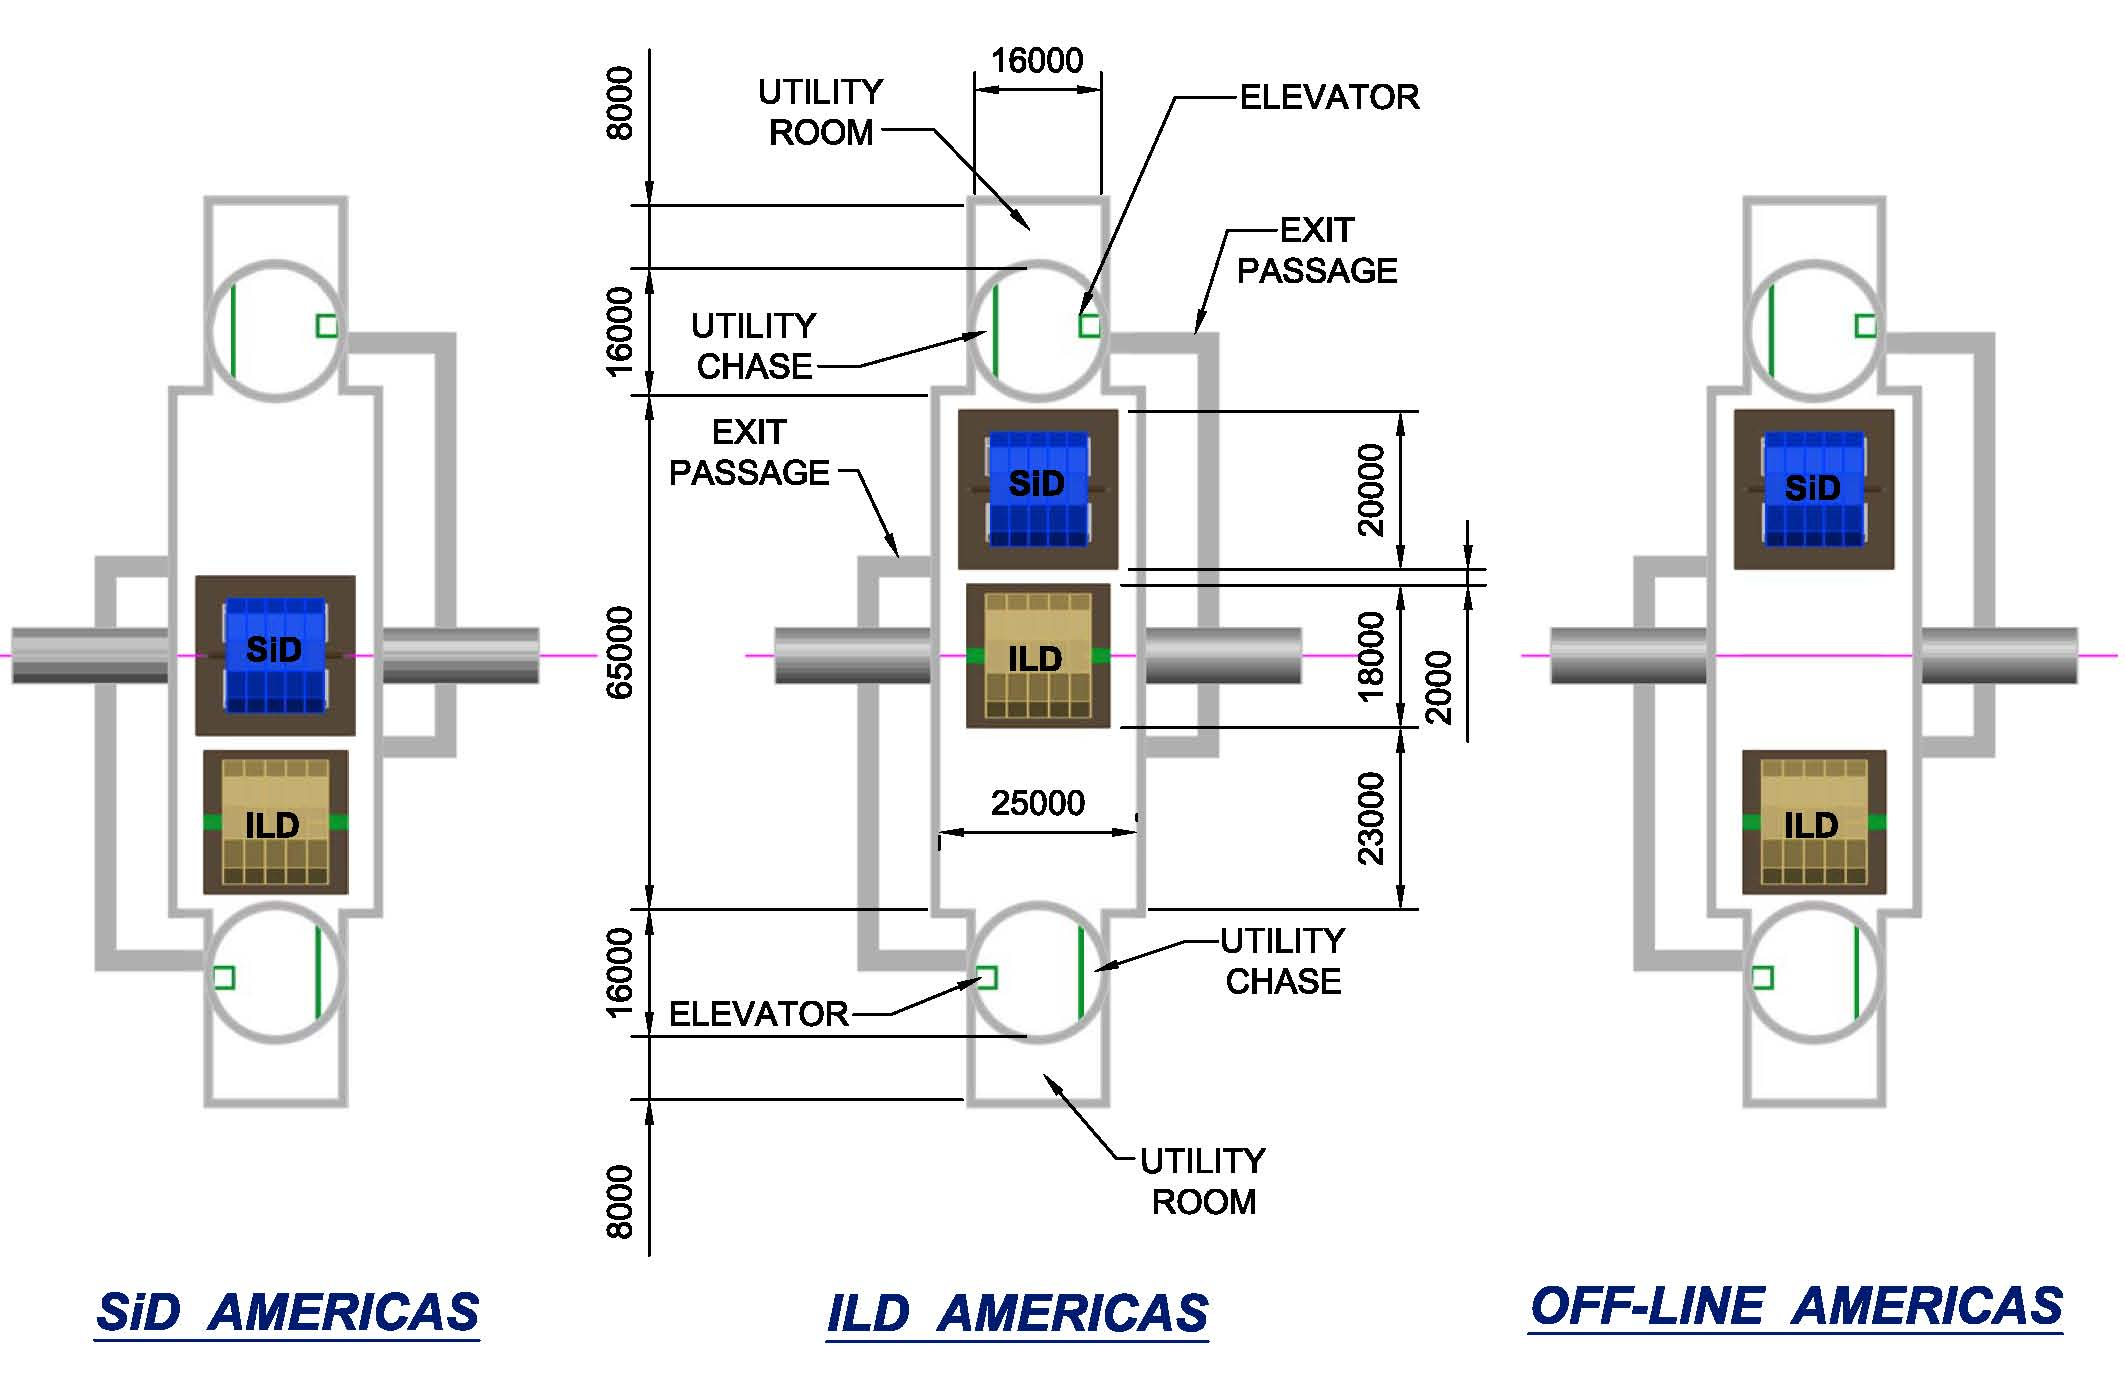 8000
16000
UTILITY
ROOM
ELEVATOR
EXIT
PASSAGE
16000
UTILITY
CHASE
EXIT
PASSAGE
65000
SiD
20000
ILD
18000
2000
23000
25000
16000
ELEVATOR
UTILITY
CHASE
8000
UTILITY
ROOM
SiD
ILD
SiD
ILD
SiD AMERICAS
ILD AMERICAS
OFF-LINE AMERICAS